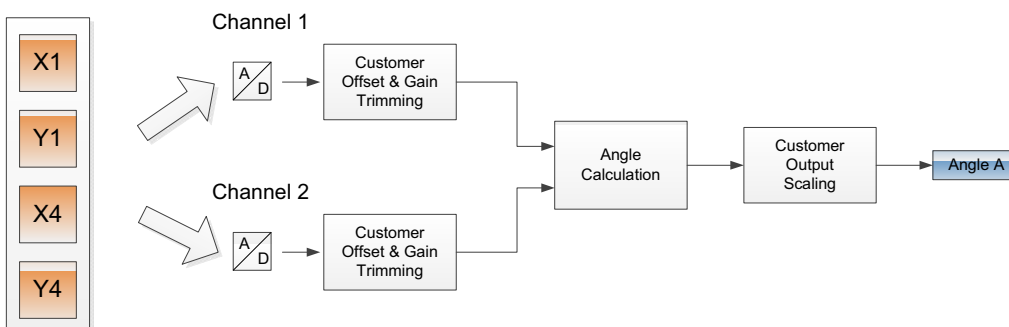 X1
Y1
X4
Y4
Channel 1
A
D
Customer
Offset & Gain
Trimming
Channel 2
A
D
Customer
Offset & Gain
Trimming
Angle
Calculation
Customer
Output
Scaling
Angle A